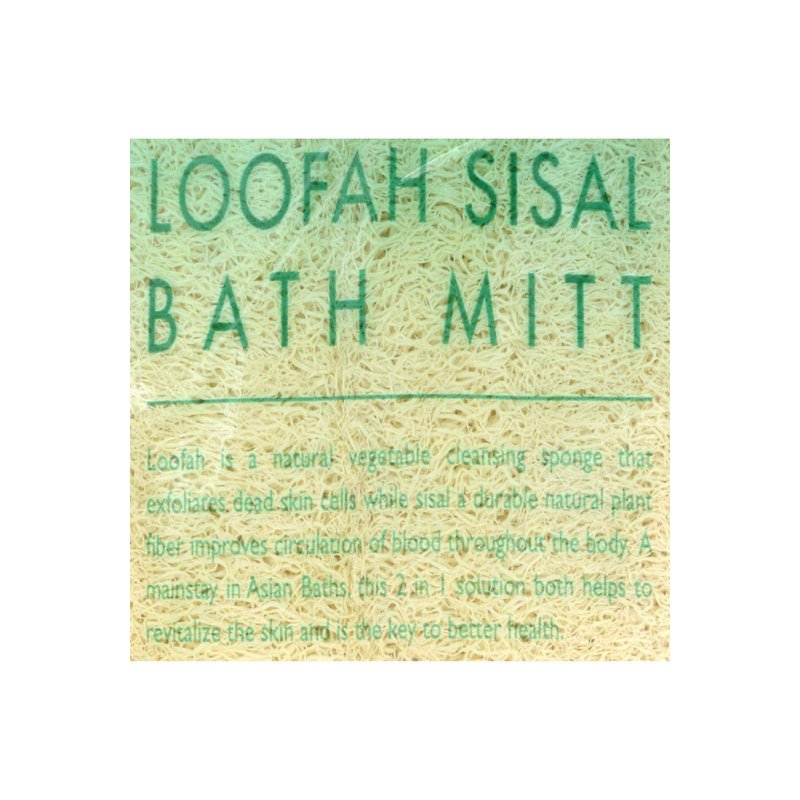 LOOFAH SISAL
BATH MITT
Loofah is a natural vegetable cleansing sponge that
exfoliates dead skin calls while sisal a durable natural plant
fiber improves circulation of blood throughout the body. A
mainstay in Asian Baths, this 2 in 1 solution both helps to
revitalize the skin and is the key to better health.